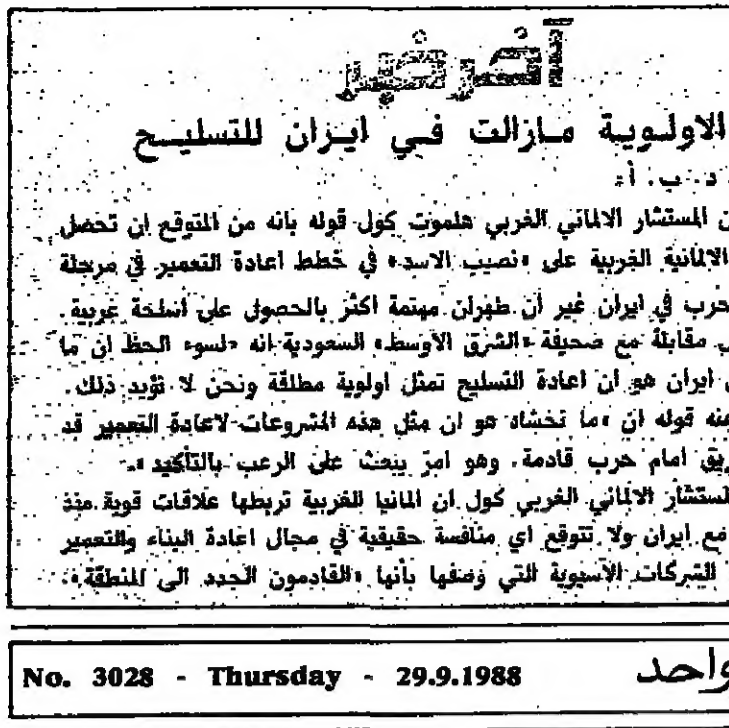 آخر خبر
الاولوية مازالت في ايران للتسليح
د. ب. أ:
المستشار الالماني الغربي هلموت كول قوله بانه من المتوقع ان تحصل
الالمانية الغربية على «نصيب الاسد» في خطط اعادة التعمير في مرحلة
حرب في ايران غير ان طهران مهتمة اكثر بالحصول على أسلحة غربية.
مقابلة مع صحيفة «الشرق الأوسط» السعودية انه «لسوء الحظ ان ما
ايران هو ان اعادة التسليح تمثل اولوية مطلقة ونحن لا نؤيد ذلك.
عنه قوله ان «ما نخشاه هو ان مثل هذه المشروعات لاعادة التعمير قد
امام حرب قادمة. وهو امر يبعث على الرعب بالتأكيد».
المستشار الالماني الغربي كول ان المانيا الغربية تربطها علاقات قوية منذ
مع ايران ولا تتوقع اي منافسة حقيقية في مجال اعادة البناء والتعمير
الشركات الآسيوية التي وصفها بأنها «القادمون الجدد الى المنطقة».
واحد
No. 3028 - Thursday - 29.9.1988